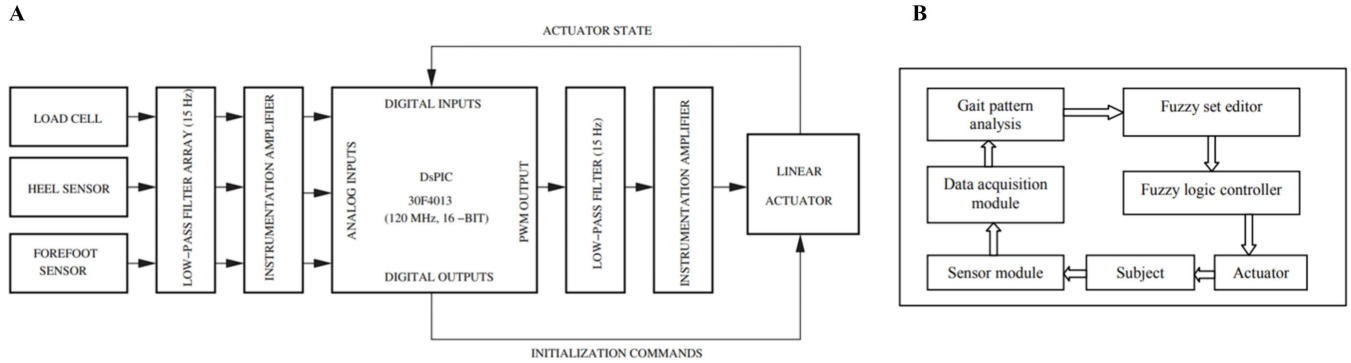 A
B
ACTUATOR STATE
LOAD CELL
HEEL SENSOR
FOREFOOT
SENSOR
LOW-PASS FILTER ARRAY (15 Hz)
INSTRUMENTATION AMPLIFIER
DIGITAL INPUTS
ANALOG INPUTS
DsPIC
30F4013
(120 MHz, 16 -BIT)
PWM OUTPUT
DIGITAL OUTPUTS
LOW-PASS FILTER (15 Hz)
INSTRUMENTATION AMPLIFIER
LINEAR
ACTUATOR
INITIALIZATION COMMANDS
Gait pattern
analysis
Fuzzy set editor
Data acquisition
module
Fuzzy logic controller
Sensor module
Subject
Actuator